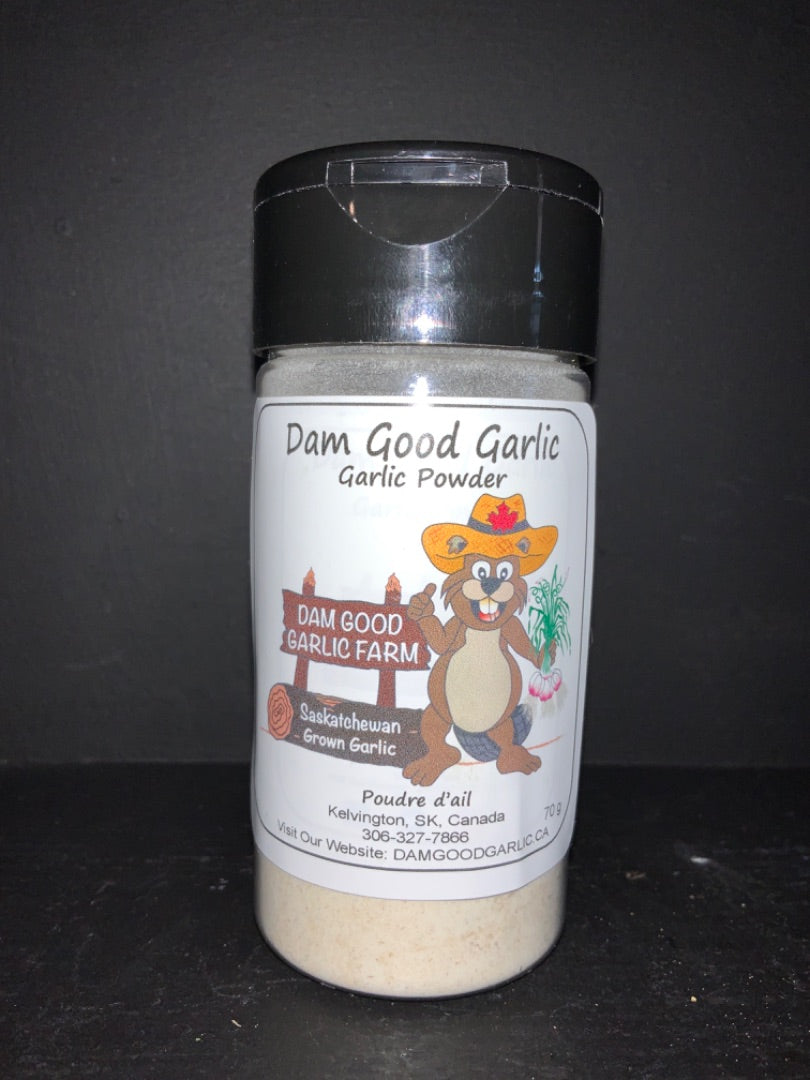 Dam Good Garlic
Garlic Powder
DAM GOOD
GARLIC FARM
Saskatchewan
Grown Garlic
Poudre d'ail
Kelvington, SK, Canada
70 g
306-327-7866
Visit Our Website: DAMGOODGARLIC.CA